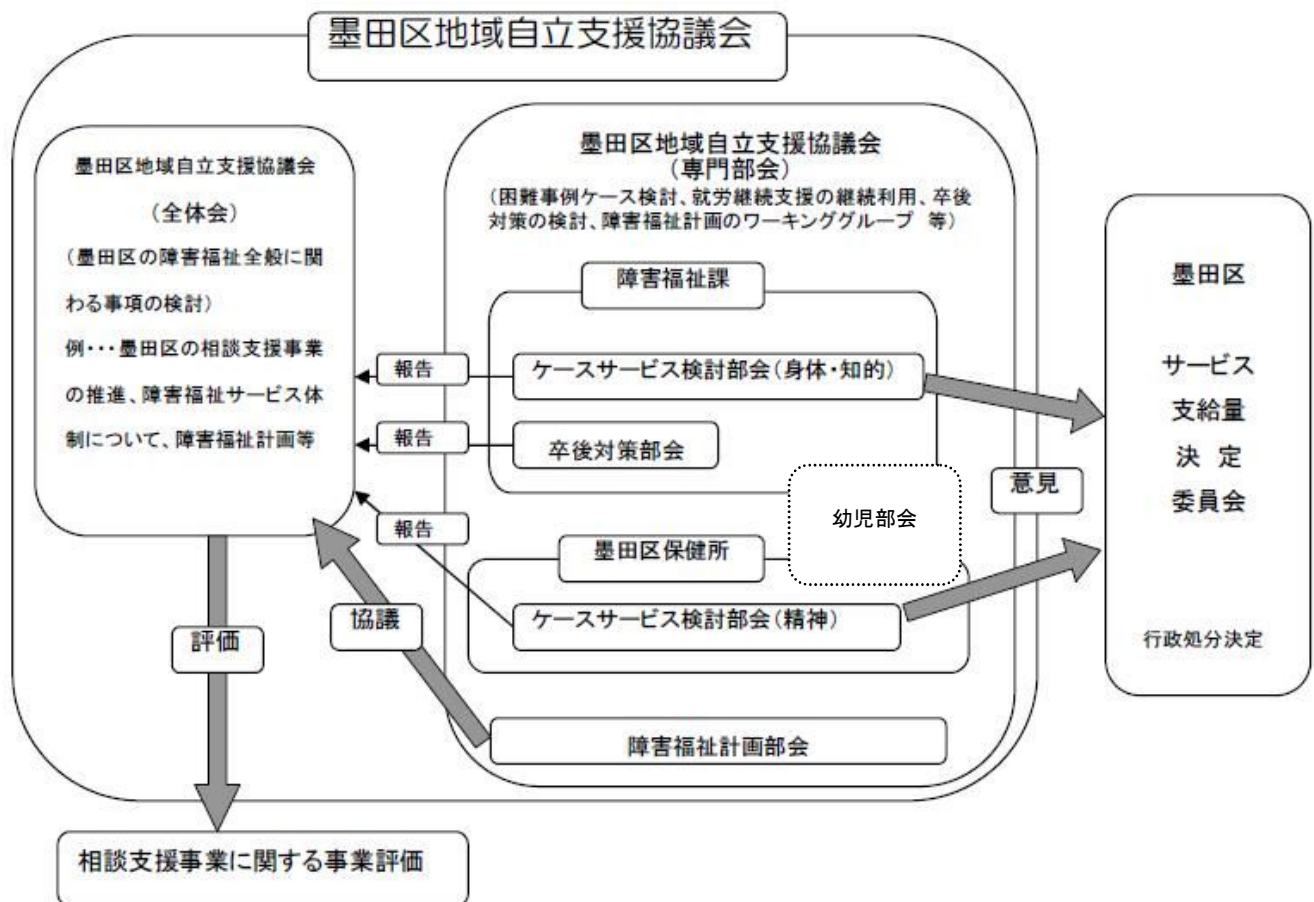 墨田区地域自立支援協議会
墨田区地域自立支援協議会
(全体会)
(墨田区の障害福祉全般に関
わる事項の検討)
例・・・墨田区の相談支援事業
の推進、障害福祉サービス体
制について、障害福祉計画等
墨田区地域自立支援協議会
(専門部会)
(困難事例ケース検討、就労継続支援の継続利用、卒後
対策の検討、障害福祉計画のワーキンググループ 等)
障害福祉課
報告
ケースサービス検討部会(身体・知的)
報告
卒後対策部会
幼児部会
報告
墨田区保健所
ケースサービス検討部会(精神)
協議
障害福祉計画部会
意見
墨田区
サービス
支給量
決 定
委員会
行政処分決定
評価
相談支援事業に関する事業評価